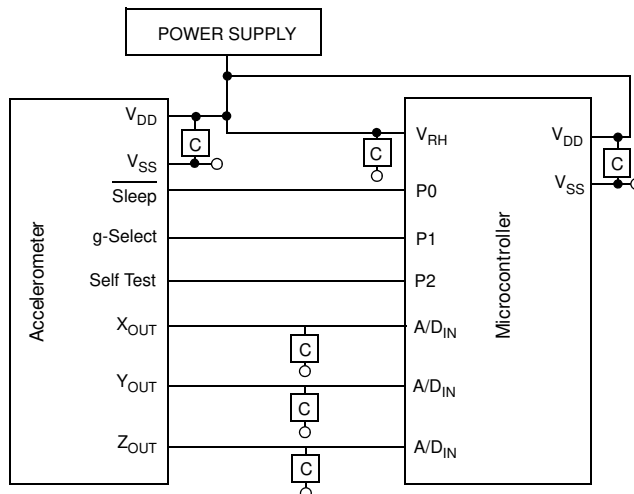 POWER SUPPLY
Accelerometer
V_DD
C
V_SS
Sleep
g-Select
Self Test
X_OUT
Y_OUT
Z_OUT
C
C
C
C
Microcontroller
V_RH
P0
P1
P2
A/D_IN
A/D_IN
A/D_IN
V_DD
C
V_SS